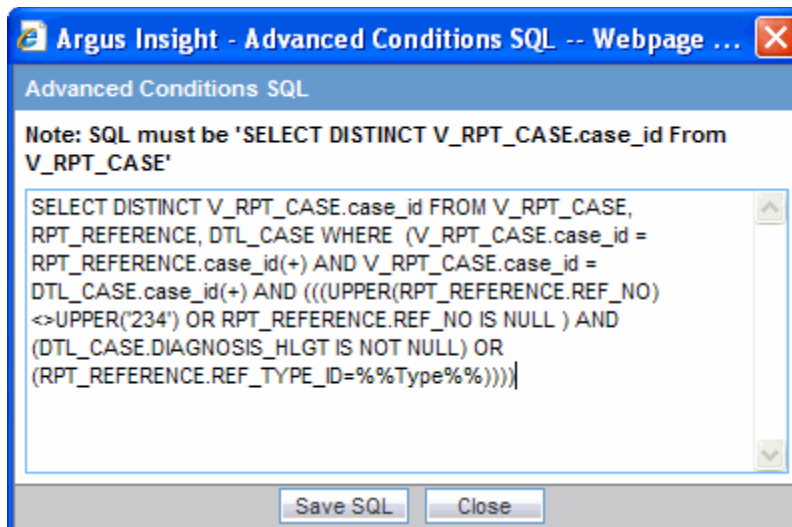 Argus Insight - Advanced Conditions SQL -- Webpage ...
Advanced Conditions SQL
Note: SQL must be 'SELECT DISTINCT V_RPT_CASE.case_id From
V_RPT_CASE'
SELECT DISTINCT V_RPT_CASE.case_id FROM V_RPT_CASE,
RPT_REFERENCE, DTL_CASE WHERE  (V_RPT_CASE.case_id =
RPT_REFERENCE.case_id(+) AND V_RPT_CASE.case_id =
DTL_CASE.case_id(+) AND (((UPPER(RPT_REFERENCE.REF_NO)
<>UPPER('234') OR RPT_REFERENCE.REF_NO IS NULL ) AND
(DTL_CASE.DIAGNOSIS_HLGT IS NOT NULL) OR
(RPT_REFERENCE.REF_TYPE_ID=%%Type%%))))
Save SQL Close